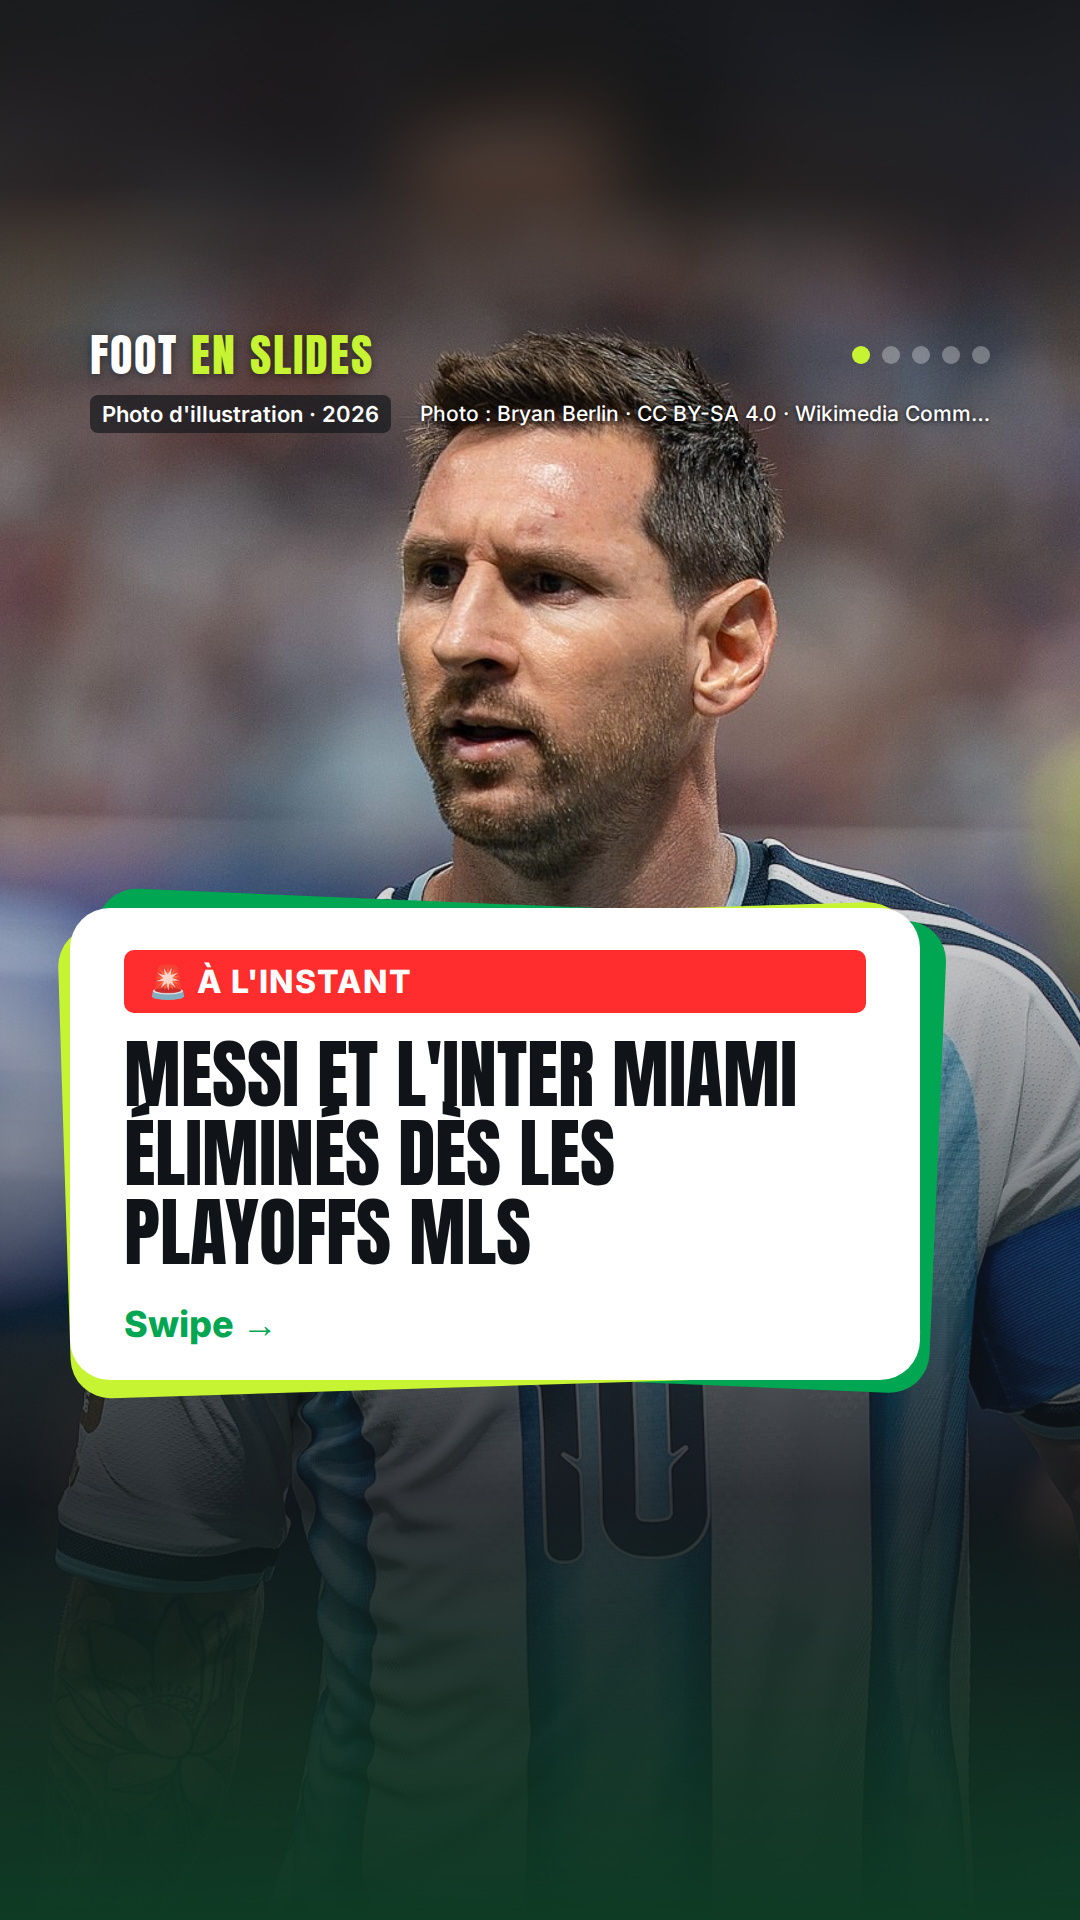 FOOT EN SLIDES
Photo d'illustration · 2026
Photo : Bryan Berlin · CC BY-SA 4.0 · Wikimedia Comm...
🚨 À L'INSTANT
MESSI ET L'INTER MIAMI
ÉLIMINÉS DÈS LES
PLAYOFFS MLS
Swipe →
10